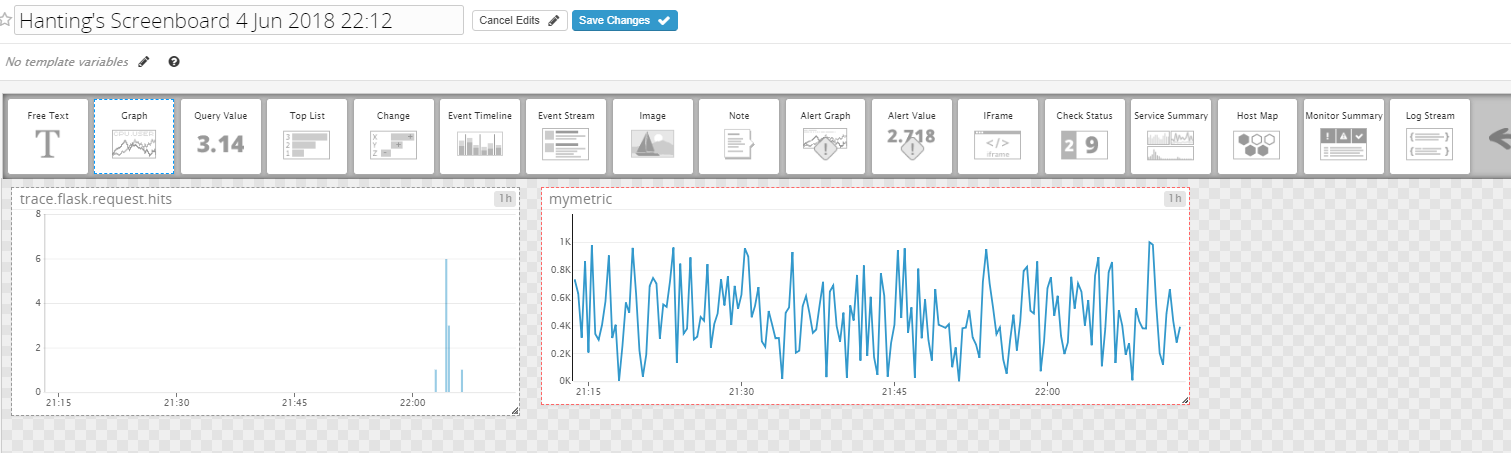 Hanting's Screenboard 4 Jun 2018 22:12 Cancel Edits Save Changes
No template variables ?
Free Text Graph Query Value Top List Change Event Timeline Event Stream Image Note Alert Graph Alert Value IFrame Check Status Service Summary Host Map Monitor Summary Log Stream
T CPU USER 3.14 3 2 1 X Y Z 2.718 </> iframe 2 9
trace.flask.request.hits 1h
8
6
4
2
0
21:15 21:30 21:45 22:00
mymetric 1h
1K
0.8K
0.6K
0.4K
0.2K
0K
21:15 21:30 21:45 22:00